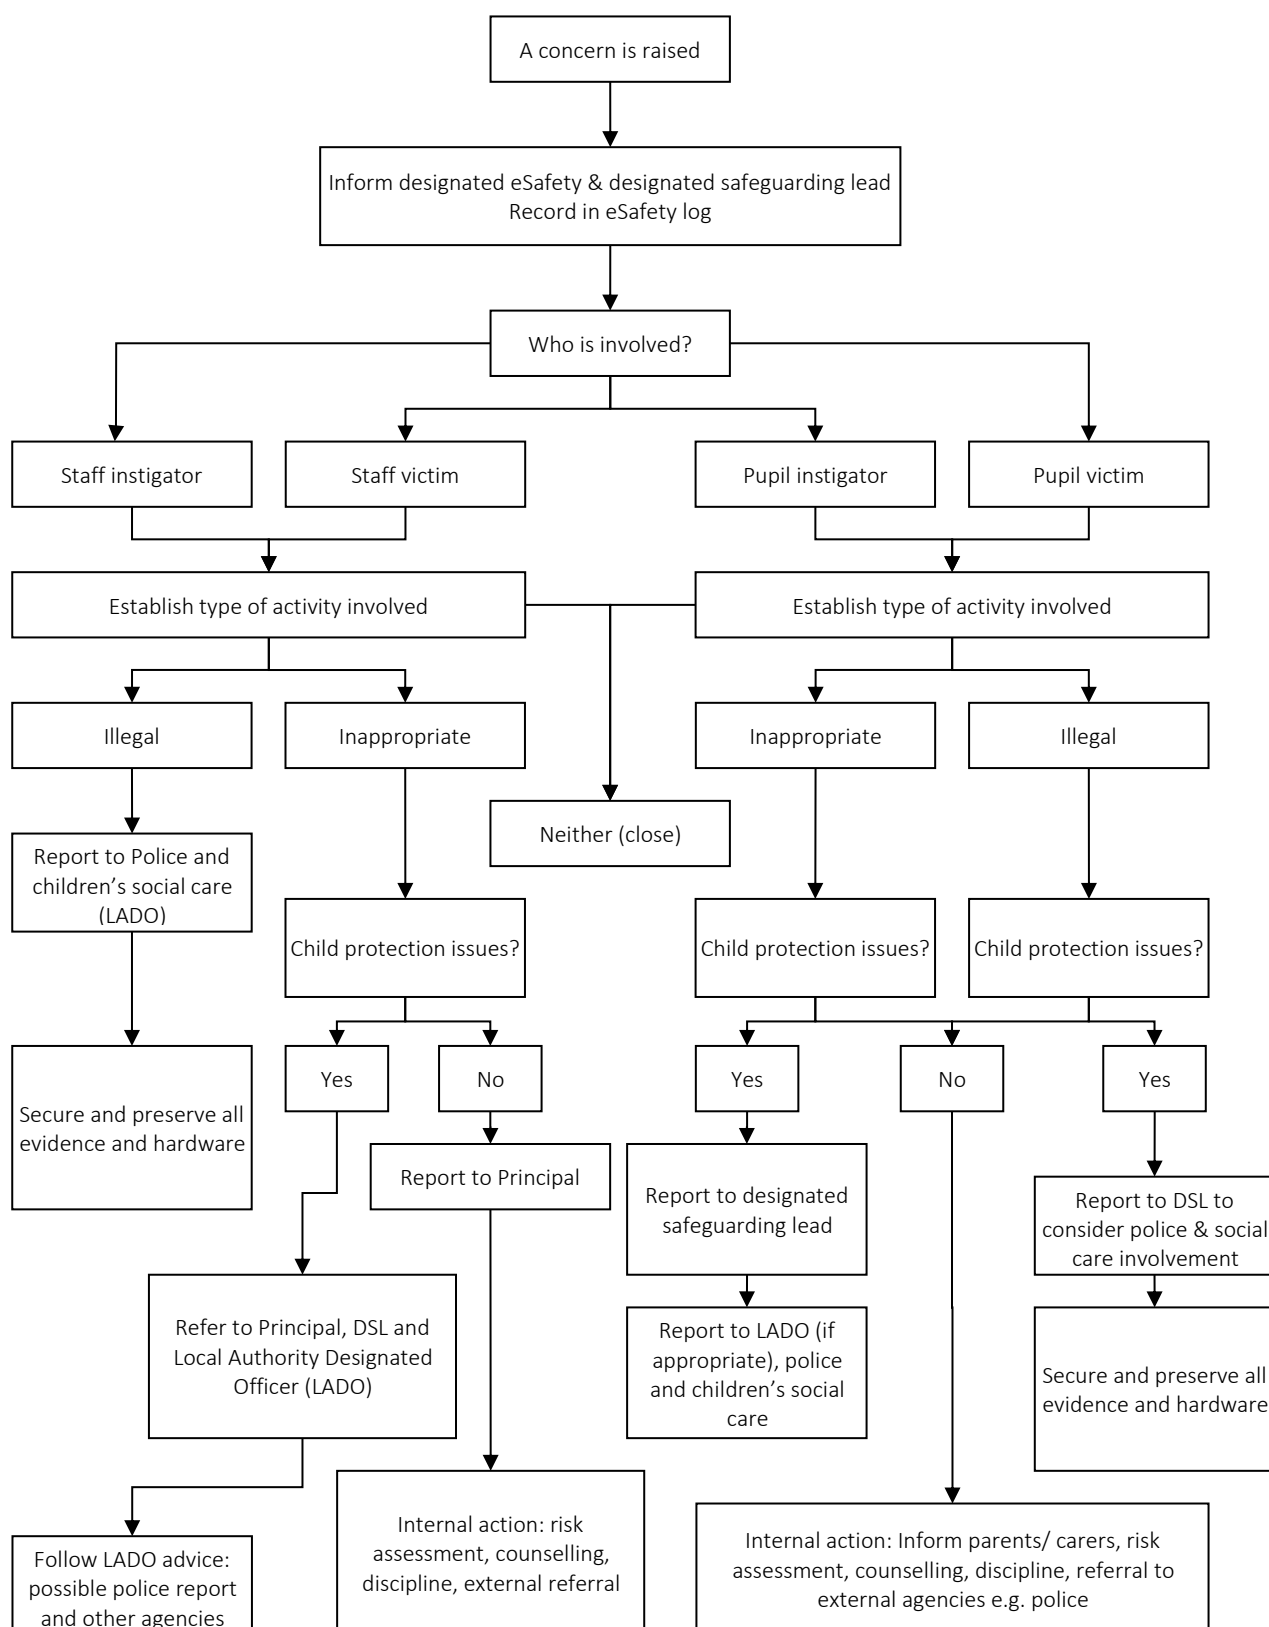 A concern is raised
Inform designated eSafety & designated safeguarding lead
Record in eSafety log
Who is involved?
Staff instigator
Staff victim
Pupil instigator
Pupil victim
Establish type of activity involved
Establish type of activity involved
Illegal
Inappropriate
Inappropriate
Illegal
Neither (close)
Report to Police and
children’s social care
(LADO)
Child protection issues?
Child protection issues?
Child protection issues?
Secure and preserve all
evidence and hardware
Yes
No
Yes
No
Yes
Report to Principal
Report to designated
safeguarding lead
Report to DSL to
consider police & social
care involvement
Refer to Principal, DSL and
Local Authority Designated
Officer (LADO)
Report to LADO (if
appropriate), police
and children’s social
care
Secure and preserve all
evidence and hardware
Internal action: risk
assessment, counselling,
discipline, external referral
Internal action: Inform parents/ carers, risk
assessment, counselling, discipline, referral to
external agencies e.g. police
Follow LADO advice:
possible police report
and other agencies